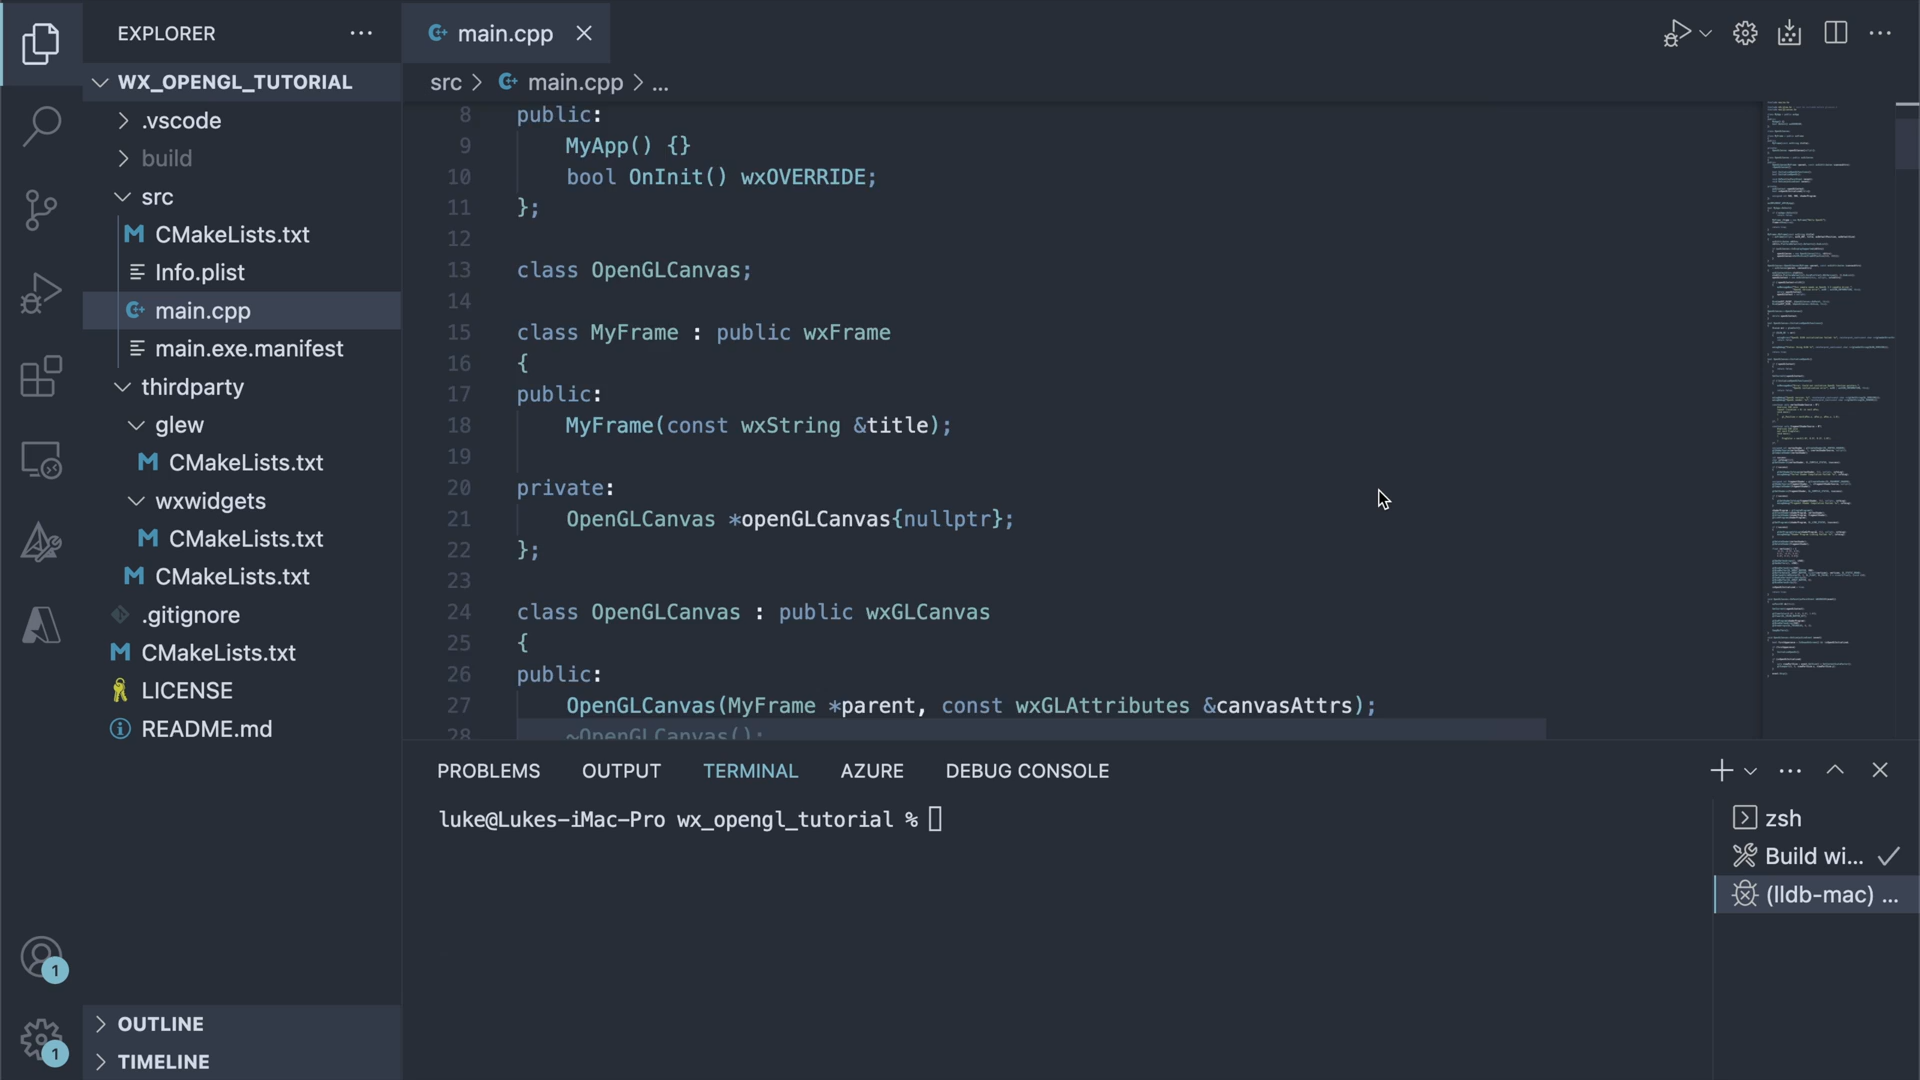 EXPLORER
main.cpp
WX_OPENGL_TUTORIAL
src
main.cpp
...
.vscode
build
src
CMakeLists.txt
Info.plist
main.cpp
main.exe.manifest
thirdparty
glew
CMakeLists.txt
wxwidgets
CMakeLists.txt
CMakeLists.txt
.gitignore
CMakeLists.txt
LICENSE
README.md
8 public:
9 MyApp() {}
10 bool OnInit() wxOVERRIDE;
11 };
12
13 class OpenGLCanvas;
14
15 class MyFrame : public wxFrame
16 {
17 public:
18 MyFrame(const wxString &title);
19
20 private:
21 OpenGLCanvas *openGLCanvas{nullptr};
22 };
23
24 class OpenGLCanvas : public wxGLCanvas
25 {
26 public:
27 OpenGLCanvas(MyFrame *parent, const wxGLAttributes &canvasAttrs);
28 ~OpenGLCanvas();
PROBLEMS OUTPUT TERMINAL AZURE DEBUG CONSOLE
luke@Lukes-iMac-Pro wx_opengl_tutorial %
zsh
Build wi...
(lldb-mac) ...
1
1
OUTLINE
TIMELINE